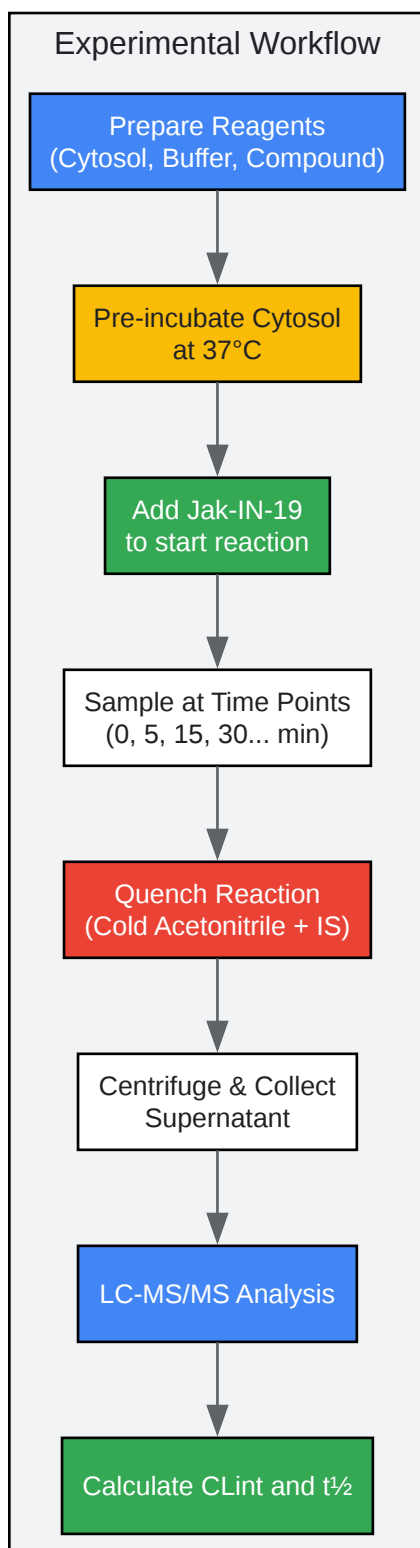 Experimental Workflow
Prepare Reagents
(Cytosol, Buffer, Compound)
Pre-incubate Cytosol
at 37°C
Add Jak-IN-19
to start reaction
Sample at Time Points
(0, 5, 15, 30... min)
Quench Reaction
(Cold Acetonitrile + IS)
Centrifuge & Collect
Supernatant
LC-MS/MS Analysis
Calculate CLint and t½